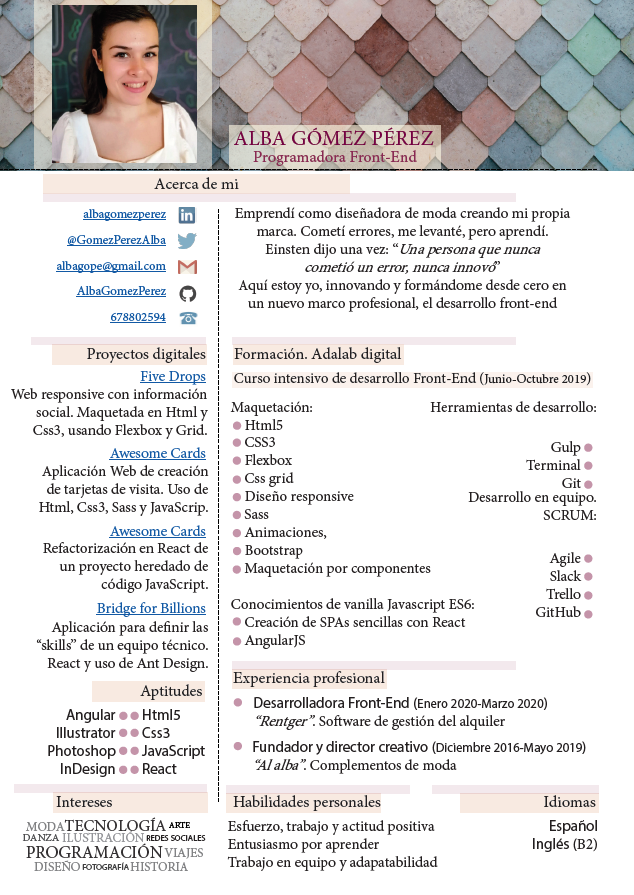 ALBA GÓMEZ PÉREZ
Programadora Front-End
Acerca de mi
albagomezperez
@GomezPerezAlba
albagope@gmail.com
AlbaGomezPerez
678802594
Emprendí como diseñadora de moda creando mi propia
marca. Cometí errores, me levanté, pero aprendí.
Einsten dijo una vez: “Una persona que nunca
cometió un error, nunca innovó”
Aquí estoy yo, innovando y formándome desde cero en
un nuevo marco profesional, el desarrollo front-end
Proyectos digitales
Five Drops
Web responsive con información
social. Maquetada en Html y
Css3, usando Flexbox y Grid.
Awesome Cards
Aplicación Web de creación
de tarjetas de visita. Uso de
Html, Css3, Sass y JavaScrip.
Awesome Cards
Refactorización en React de
un proyecto heredado de
código JavaScript.
Bridge for Billions
Aplicación para definir las
“skills” de un equipo técnico.
React y uso de Ant Design.
Aptitudes
Angular Html5
Illustrator Css3
Photoshop JavaScript
InDesign React
Intereses
MODA TECNOLOGÍA ARTE
DANZA ILUSTRACIÓN REDES SOCIALES
PROGRAMACIÓN VIAJES
DISEÑO FOTOGRAFÍA HISTORIA
Formación. Adalab digital
Curso intensivo de desarrollo Front-End (Junio-Octubre 2019)
Maquetación:
Html5
CSS3
Flexbox
Css grid
Diseño responsive
Sass
Animaciones,
Bootstrap
Maquetación por componentes
Conocimientos de vanilla Javascript ES6:
Creación de SPAs sencillas con React
AngularJS
Herramientas de desarrollo:
Gulp
Terminal
Git
Desarrollo en equipo.
SCRUM:
Agile
Slack
Trello
GitHub
Experiencia profesional
Desarrolladora Front-End (Enero 2020-Marzo 2020)
“Rentger”. Software de gestión del alquiler
Fundador y director creativo (Diciembre 2016-Mayo 2019)
“Al alba”. Complementos de moda
Habilidades personales
Esfuerzo, trabajo y actitud positiva
Entusiasmo por aprender
Trabajo en equipo y adapatabilidad
Idiomas
Español
Inglés (B2)